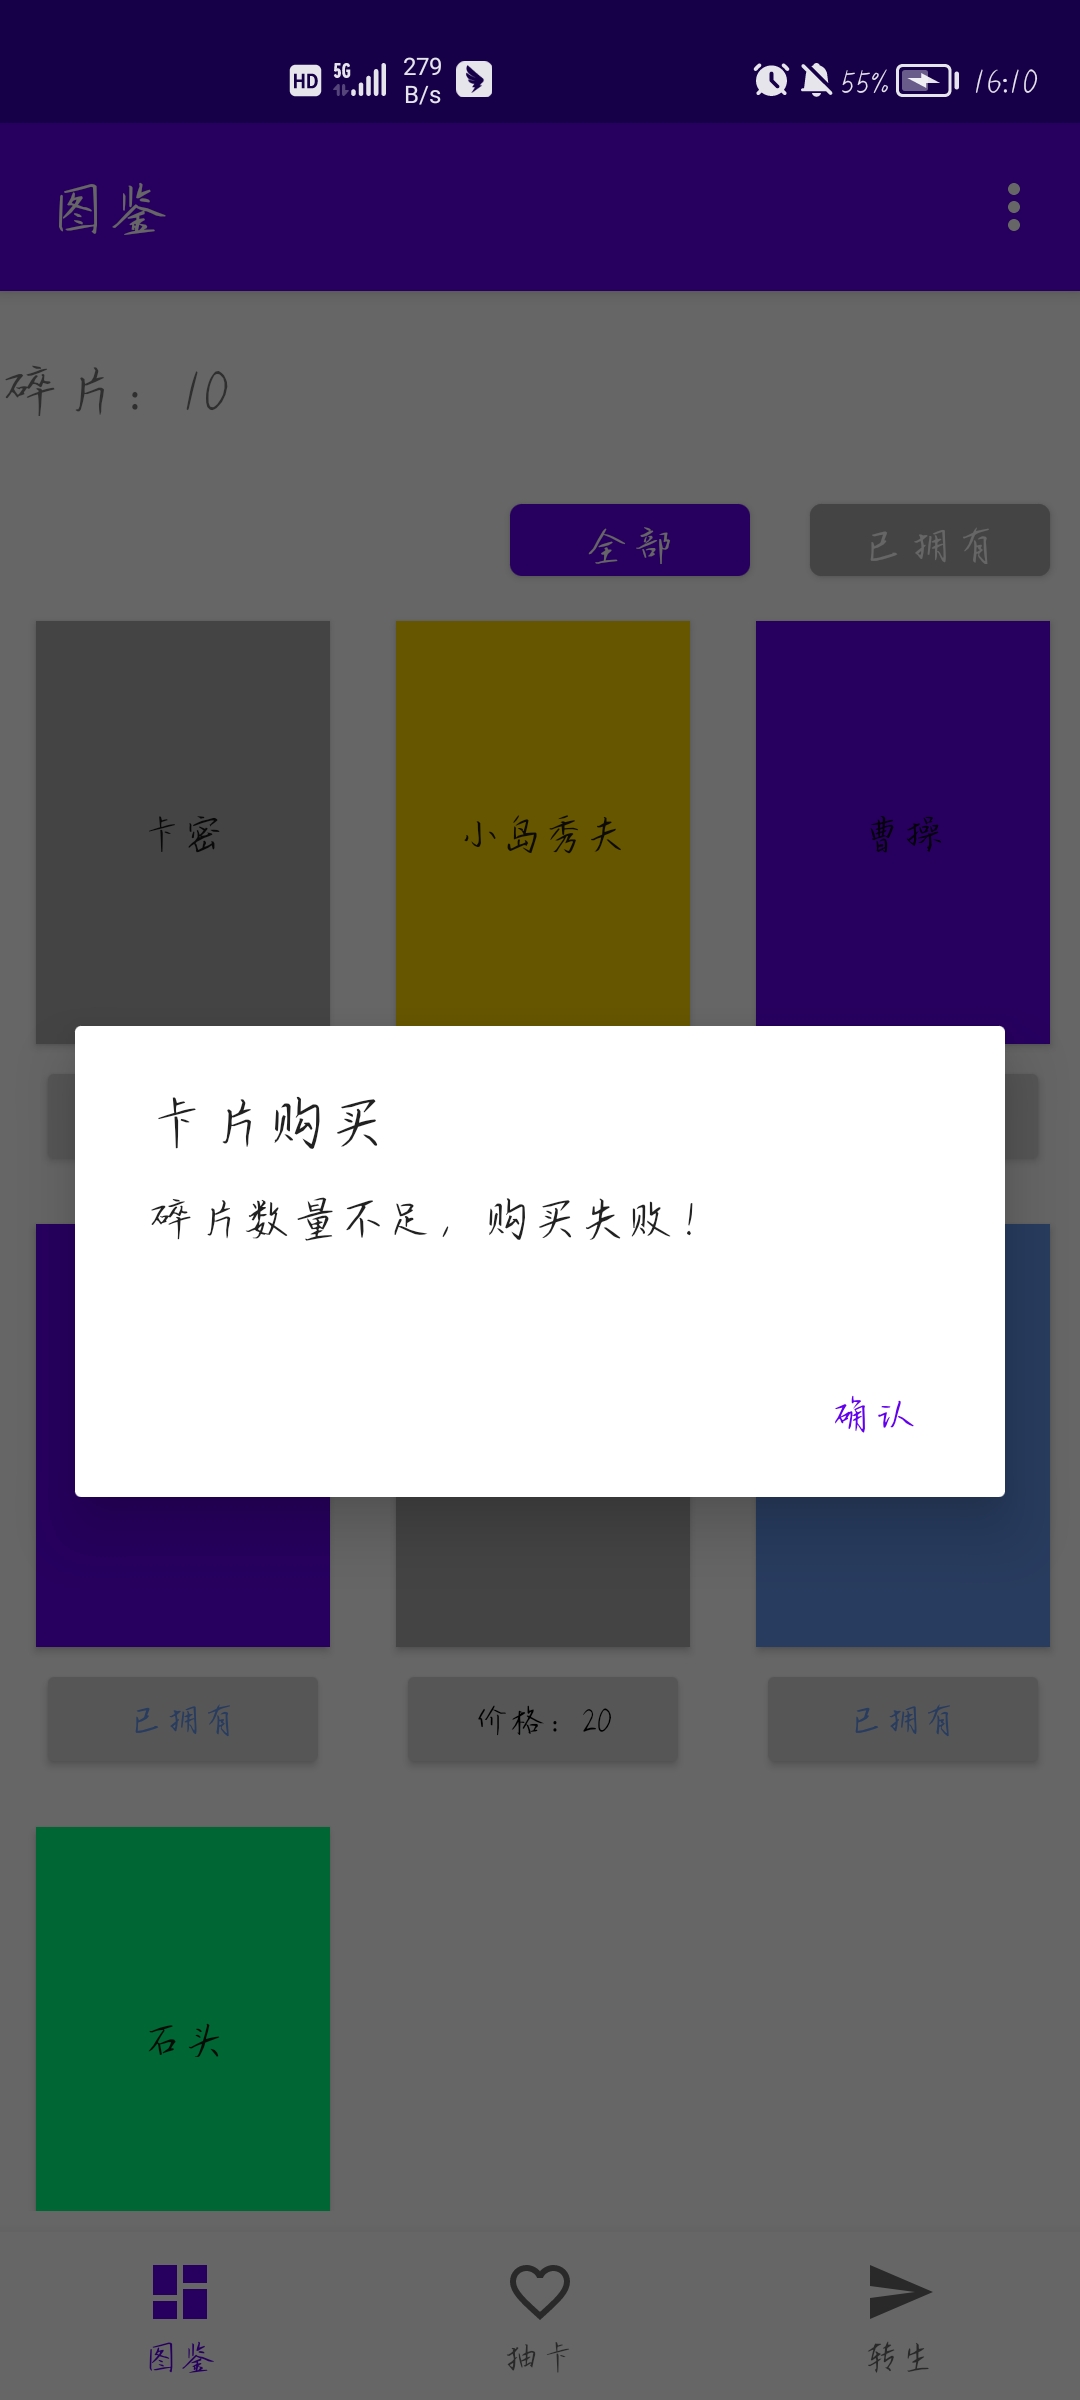 HD 5G 279 B/s 55% 16:10
图鉴
碎片：10
全部 已拥有
卡密 小岛秀夫 曹操
卡片购买
碎片数量不足，购买失败！
确认
已拥有 价格：20 已拥有
石头
图鉴 抽卡 转生